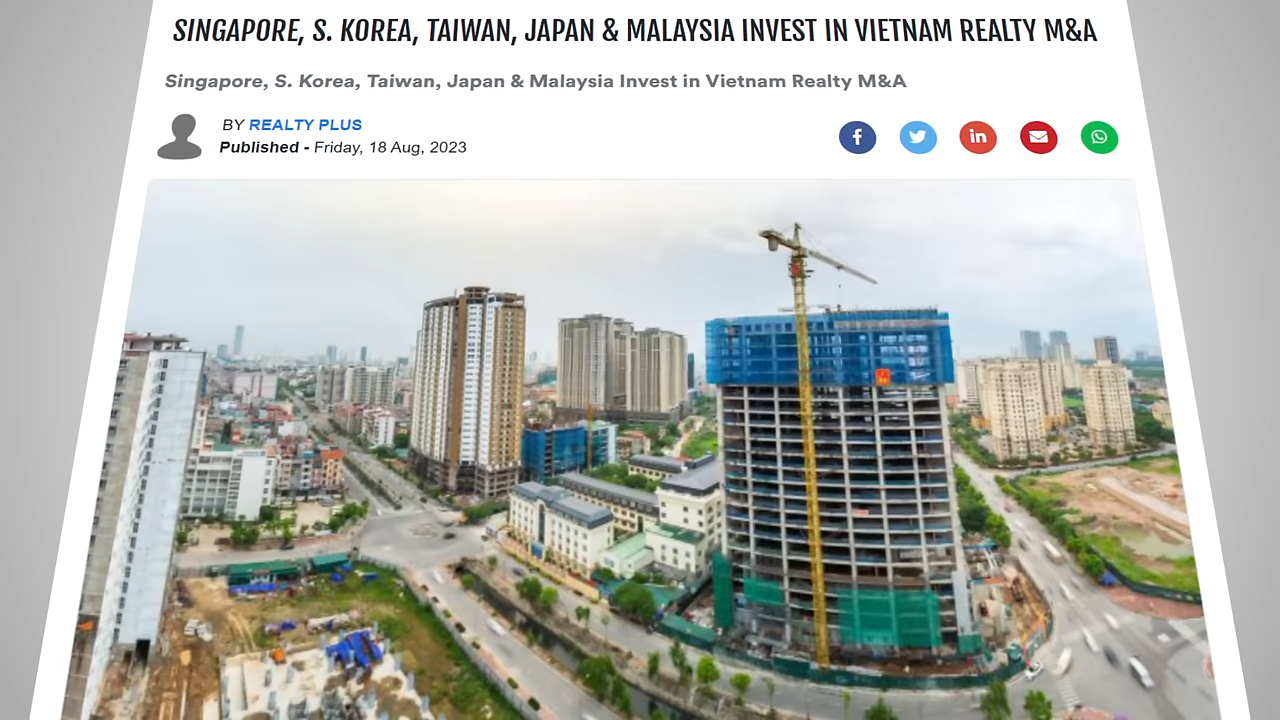 SINGAPORE, S. KOREA, TAIWAN, JAPAN & MALAYSIA INVEST IN VIETNAM REALTY M&A
Singapore, S. Korea, Taiwan, Japan & Malaysia Invest in Vietnam Realty M&A
BY REALTY PLUS
Published - Friday, 18 Aug, 2023